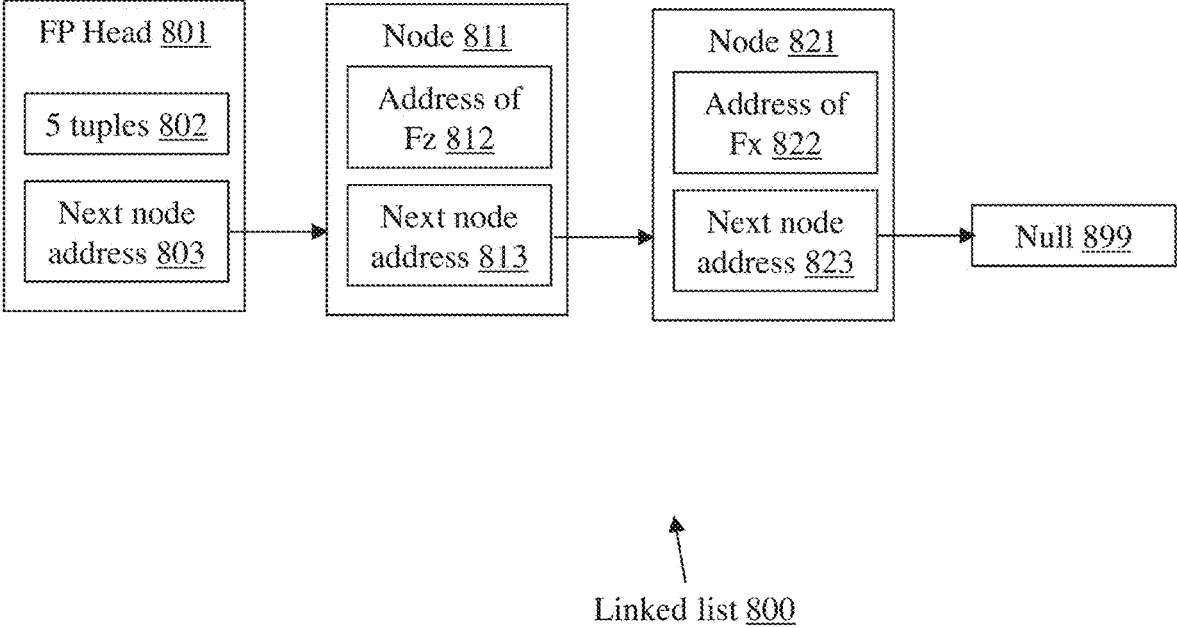 FP Head 801
5 tuples 802
Next node
address 803
Node 811
Address of
Fz 812
Next node
address 813
Node 821
Address of
Fx 822
Next node
address 823
Null 899
Linked list 800